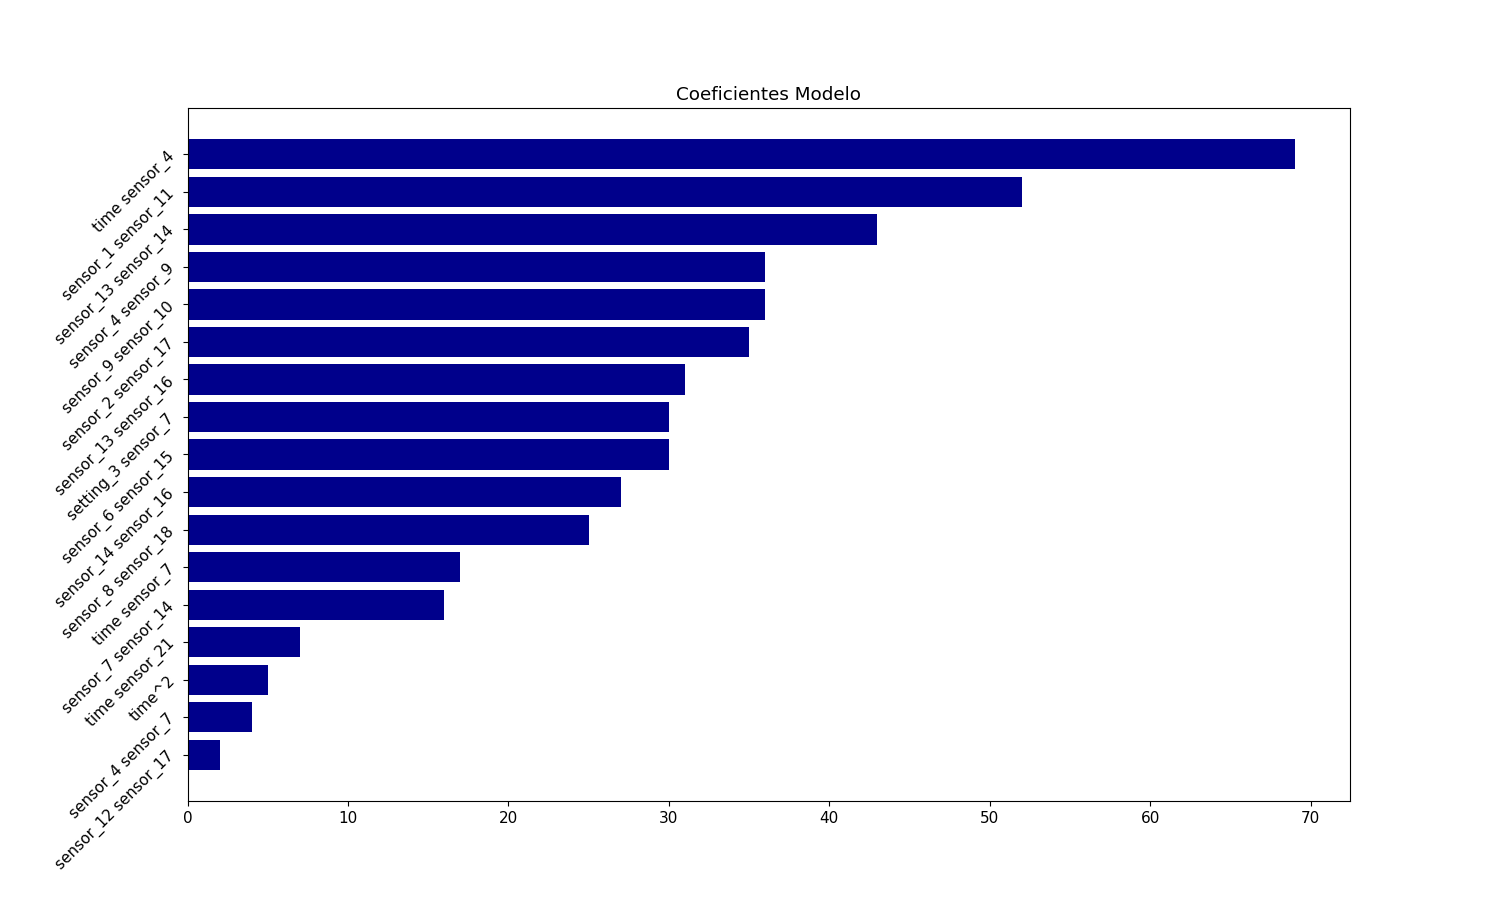 Coeficientes Modelo
time sensor_4
sensor_1 sensor_11
sensor_13 sensor_14
sensor_4 sensor_9
sensor_9 sensor_10
sensor_2 sensor_17
sensor_13 sensor_16
setting_3 sensor_7
sensor_6 sensor_15
sensor_14 sensor_16
sensor_8 sensor_18
time sensor_7
sensor_7 sensor_14
time sensor_21
time^2
sensor_4 sensor_7
sensor_12 sensor_17
0 10 20 30 40 50 60 70